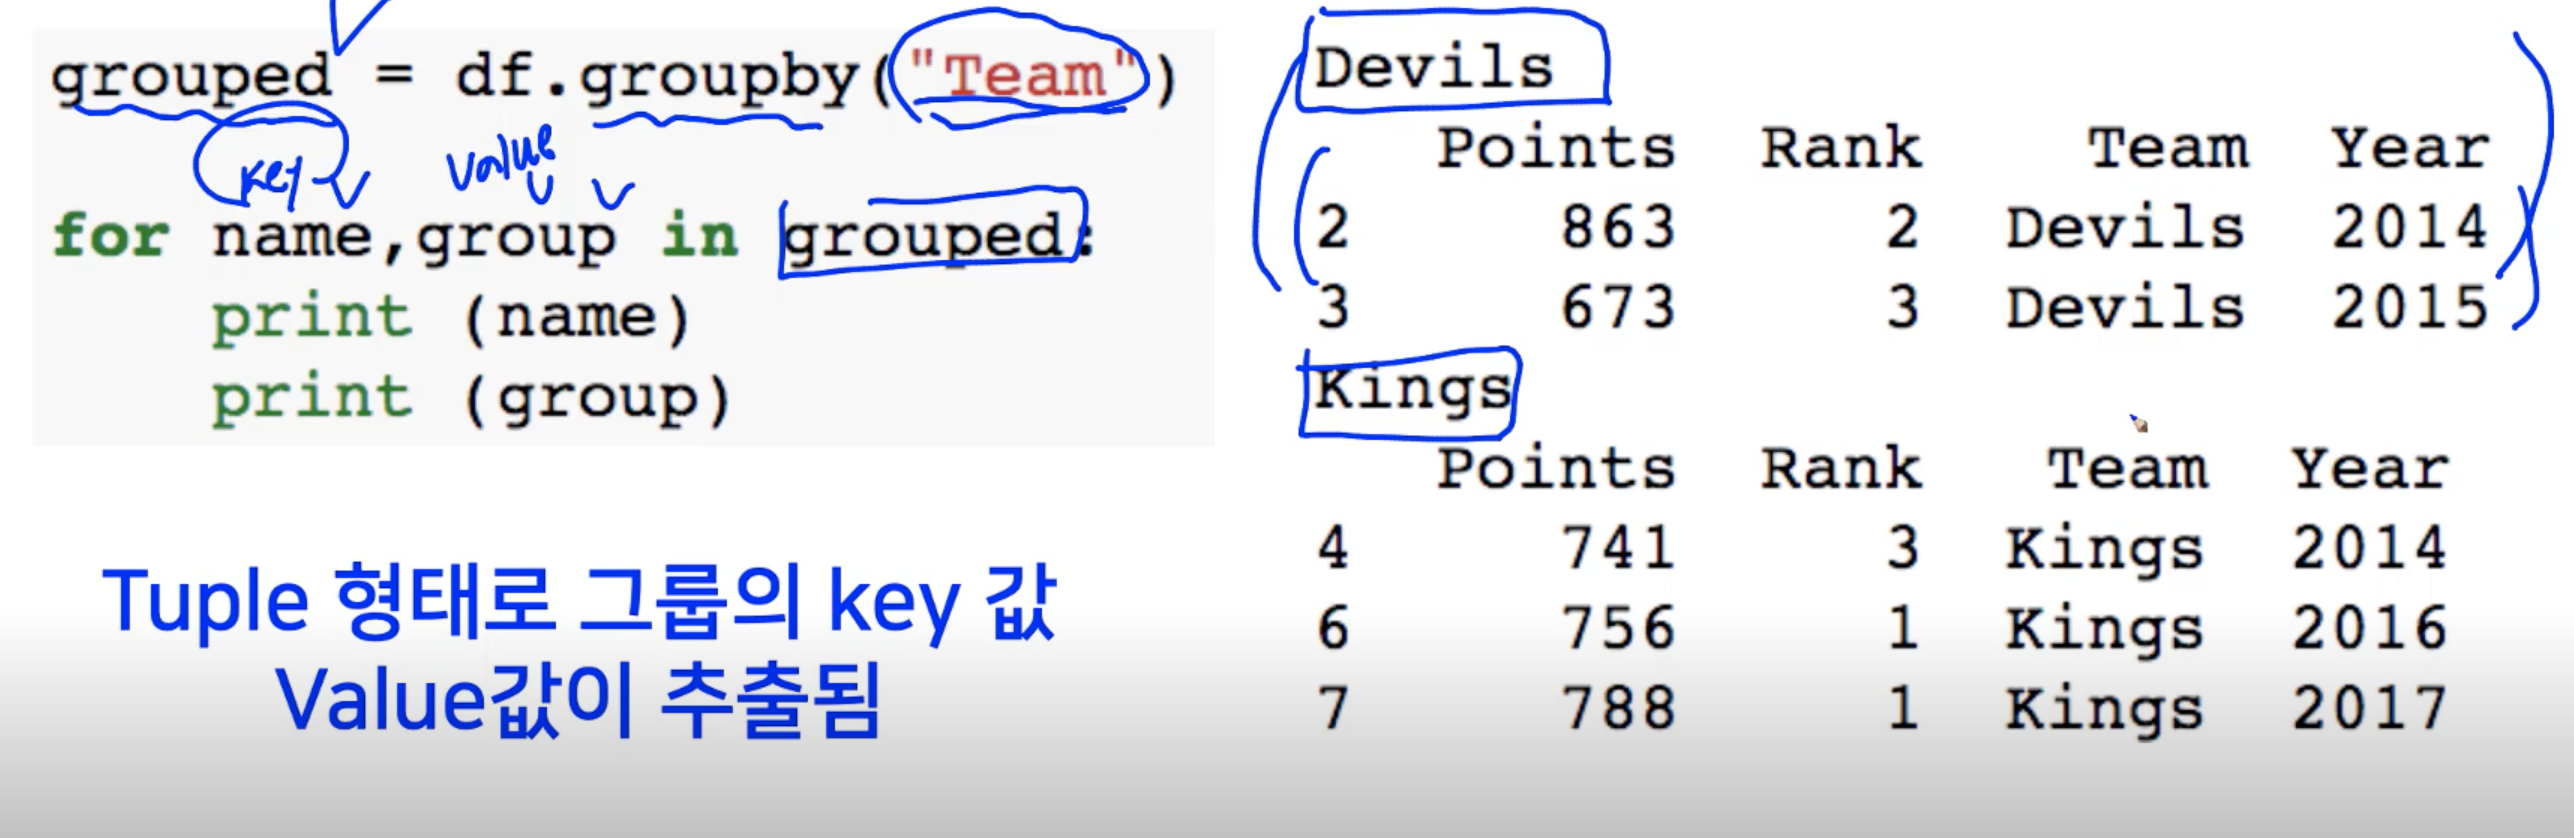 grouped = df.groupby("Team")
key value
for name,group in grouped:
print (name)
print (group)
Tuple 형태로 그룹의 key 값
Value값이 추출됨
Devils
Points Rank Team Year
2 863 2 Devils 2014
3 673 3 Devils 2015
Kings
Points Rank Team Year
4 741 3 Kings 2014
6 756 1 Kings 2016
7 788 1 Kings 2017